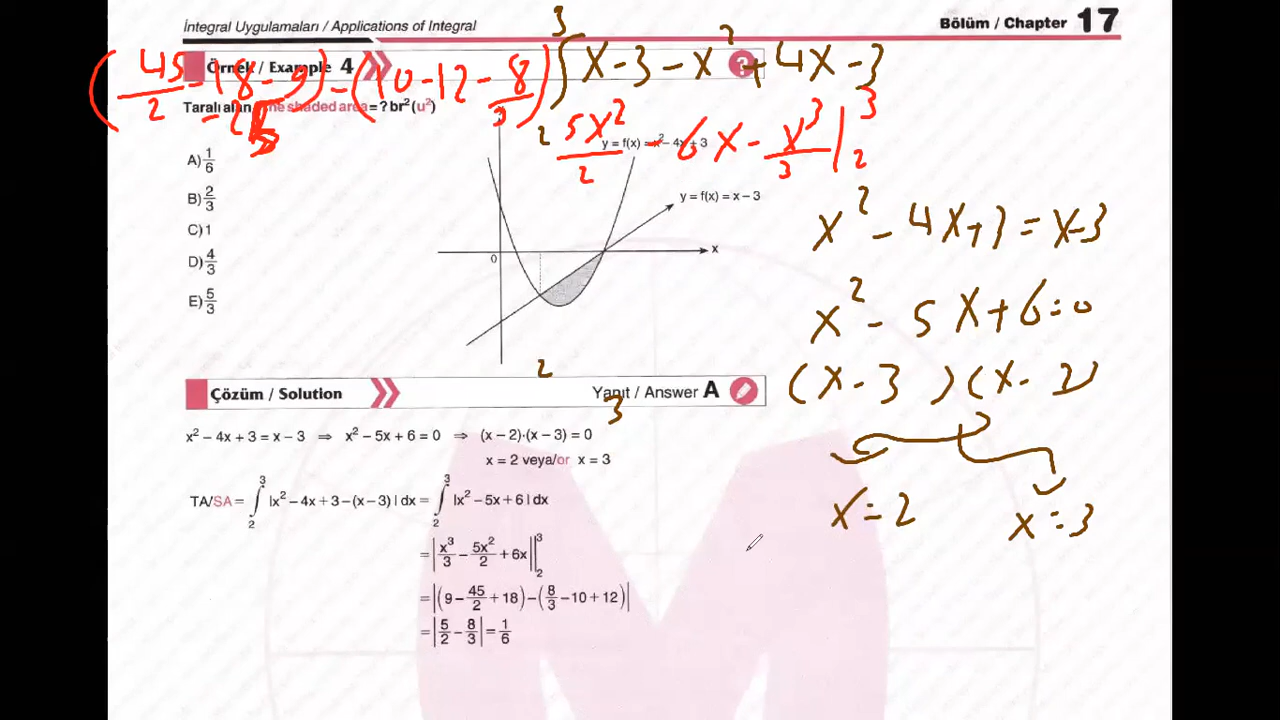 İntegral Uygulamaları / Applications of Integral
Bölüm / Chapter 17
Örnek / Example 4
?
Taralı alan / The shaded area = ? br² (u²)
A) 1/6
B) 2/3
C) 1
D) 4/3
E) 5/3
y = f(x) = x² – 4x + 3
y = f(x) = x – 3
x
0
(45/2 - 18 - 9) - (10 - 12 - 8/3)
∫₂³ x - 3 - x² + 4x - 3
5x²/2 - 6x - x³/3 |₂³
x² - 4x + 3 = x - 3
x² - 5x + 6 = 0
(x - 3)(x - 2)
x = 2 x = 3
2
3
Çözüm / Solution
Yanıt / Answer A
x² – 4x + 3 = x – 3 ⇒ x² – 5x + 6 = 0 ⇒ (x – 2)·(x – 3) = 0
x = 2 veya/or x = 3
TA/SA = ∫₂³ |x² – 4x + 3 – (x – 3)| dx = ∫₂³ |x² – 5x + 6| dx
= |x³/3 – 5x²/2 + 6x| |₂³
= |(9 – 45/2 + 18) – (8/3 – 10 + 12)|
= |5/2 – 8/3| = 1/6